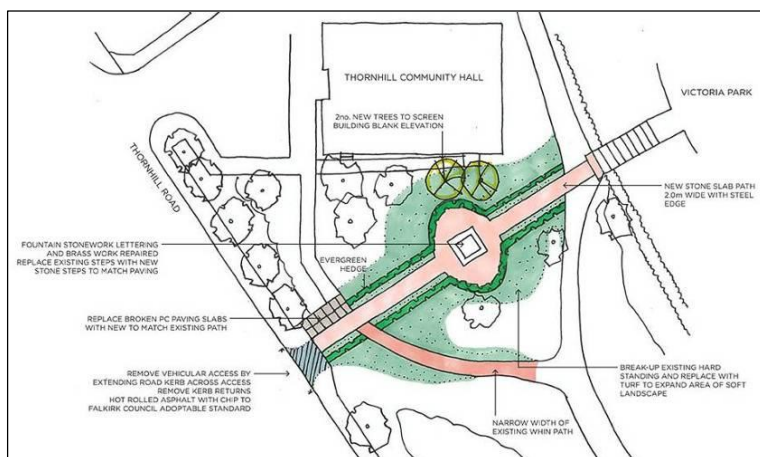 THORNHILL COMMUNITY HALL
VICTORIA PARK
2no. NEW TREES TO SCREEN
BUILDING BLANK ELEVATION
THORNHILL ROAD
NEW STONE SLAB PATH
2.0m WIDE WITH STEEL
EDGE
FOUNTAIN STONEWORK LETTERING
AND BRASS WORK REPAIRED
REPLACE EXISTING STEPS WITH NEW
STONE STEPS TO MATCH PAVING
EVERGREEN
HEDGE
REPLACE BROKEN PC PAVING SLABS
WITH NEW TO MATCH EXISTING PATH
REMOVE VEHICULAR ACCESS BY
EXTENDING ROAD KERB ACROSS ACCESS
REMOVE KERB RETURNS
HOT ROLLED ASPHALT WITH CHIP TO
FALKIRK COUNCIL ADOPTABLE STANDARD
BREAK-UP EXISTING HARD
STANDING AND REPLACE WITH
TURF TO EXPAND AREA OF SOFT
LANDSCAPE
NARROW WIDTH OF
EXISTING WHIN PATH